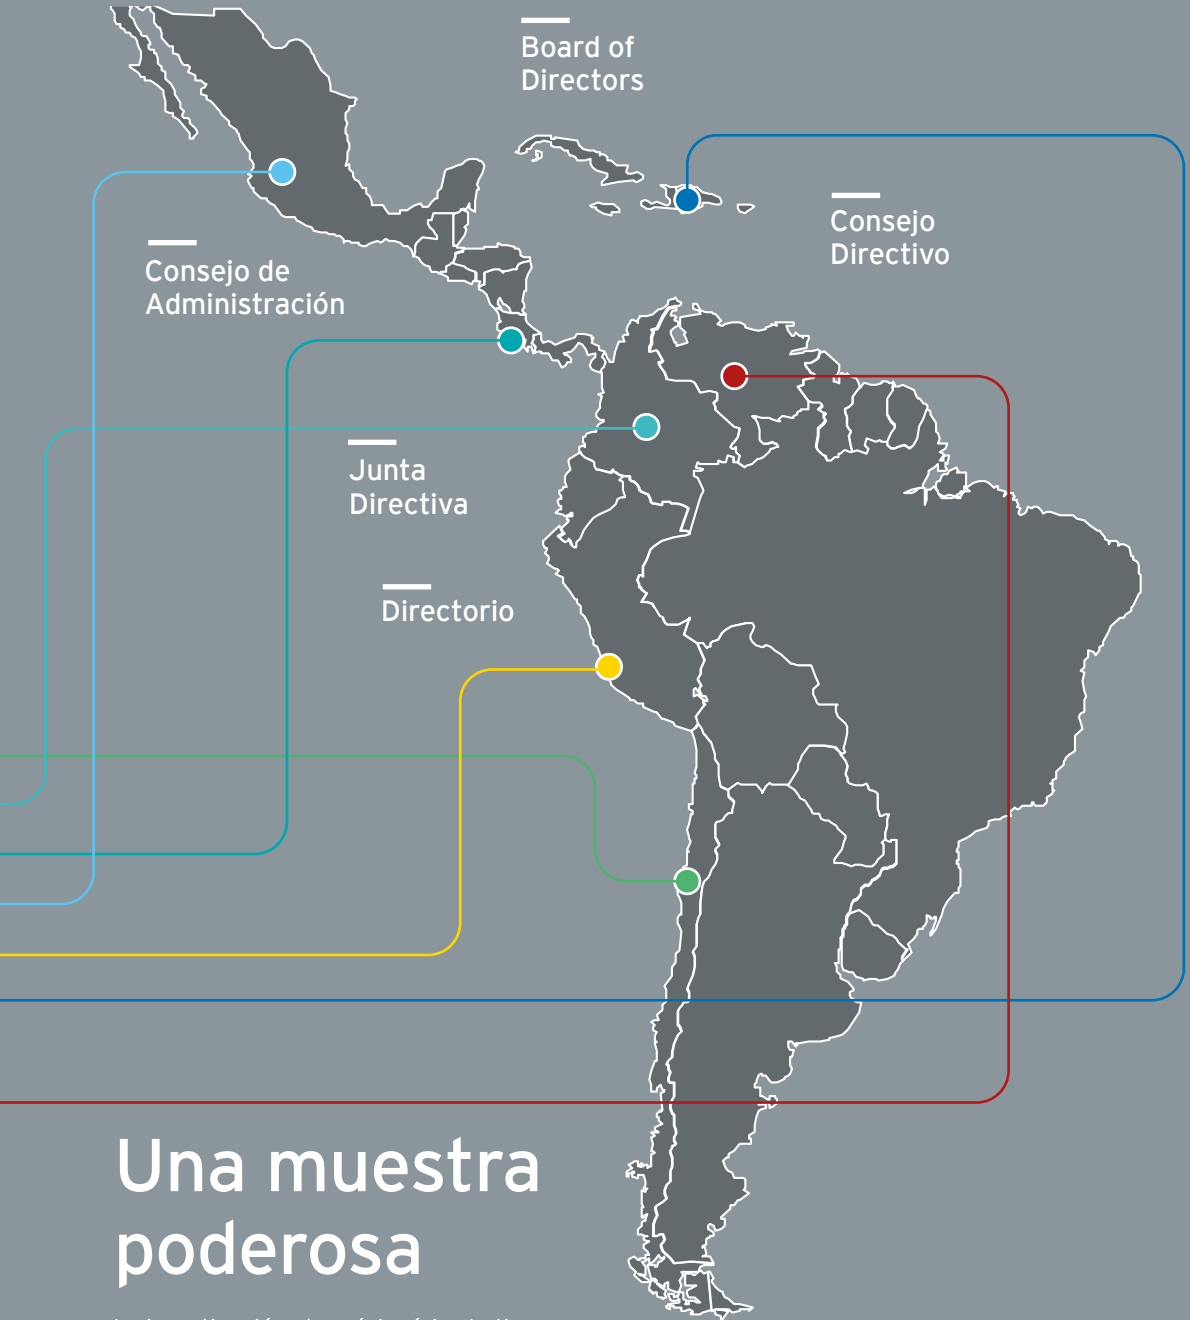 Board of
Directors
Consejo
Directivo
Consejo de
Administración
Junta
Directiva
Directorio
Una muestra
poderosa